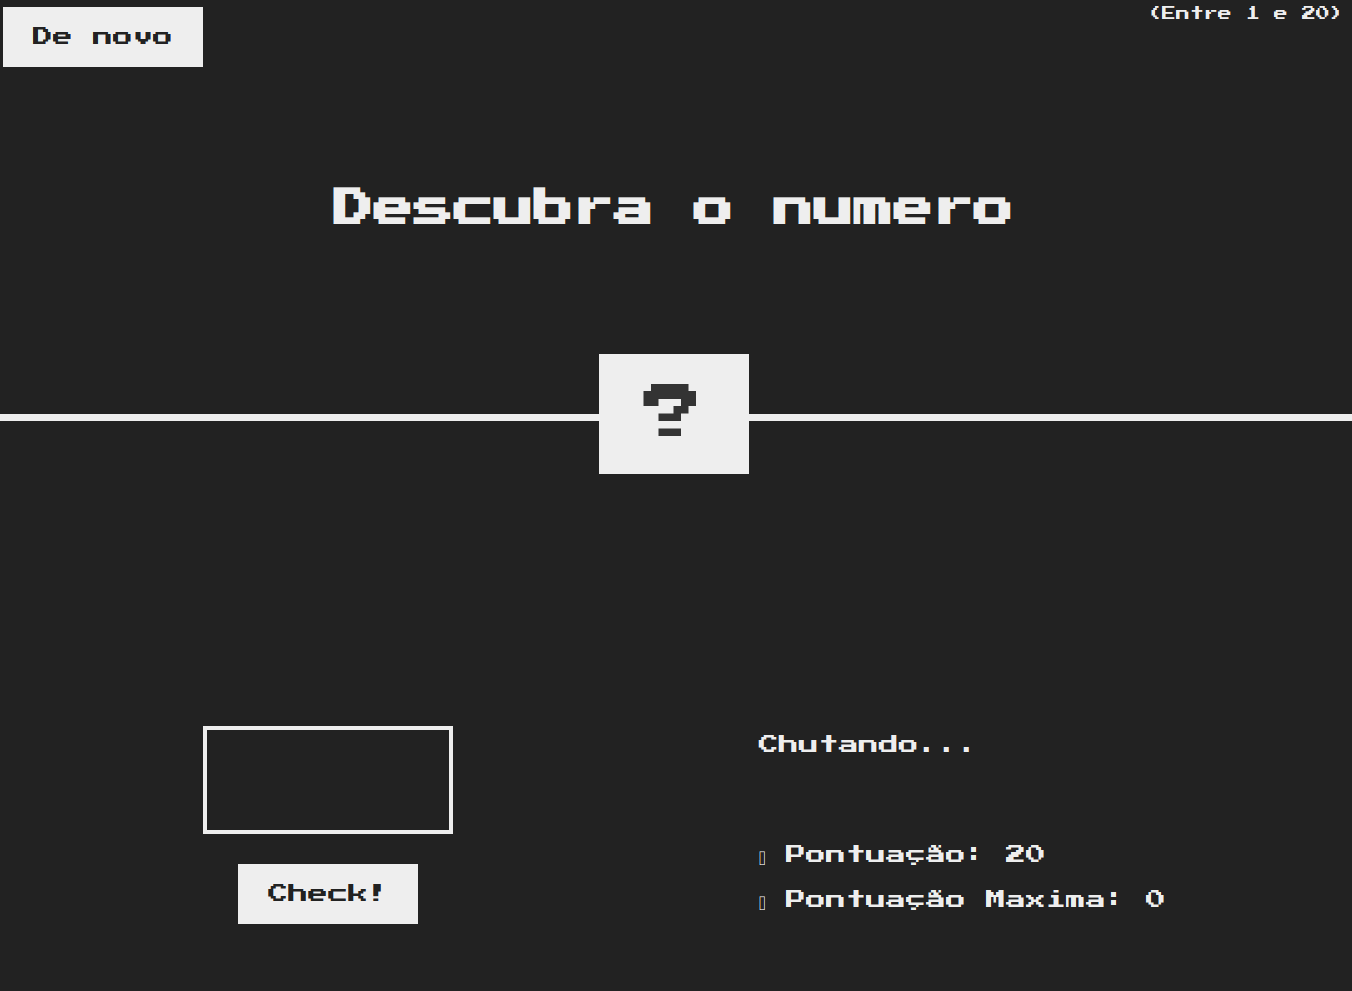 De novo
(Entre 1 e 20)
Descubra o numero
?
Chutando...
Pontuação: 20
Check!
Pontuação Maxima: 0